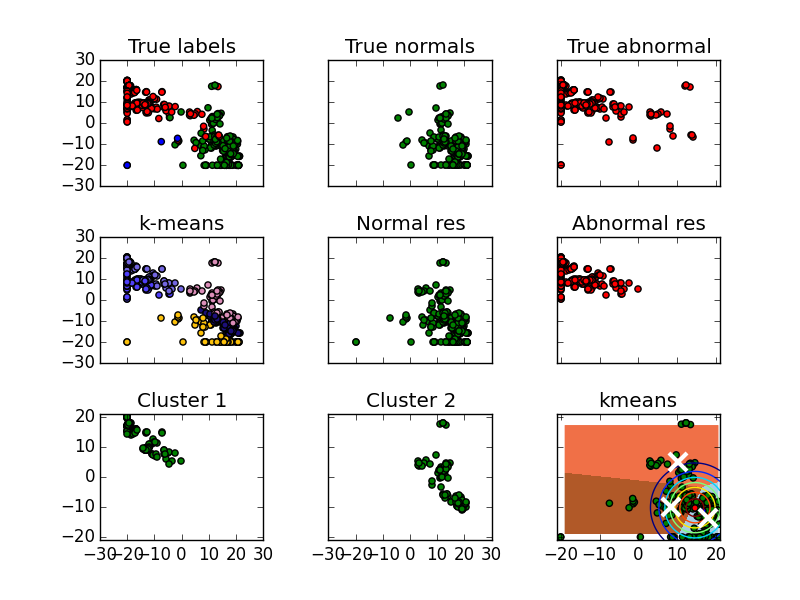 True labels
True normals
True abnormal
30
20
10
0
−10
−20
−30
k-means
Normal res
Abnormal res
30
20
10
0
−10
−20
−30
Cluster 1
Cluster 2
kmeans
20
10
0
−10
−20
−30 −20 −10 0 10 20 30
−30 −20 −10 0 10 20 30
−20 −10 0 10 20